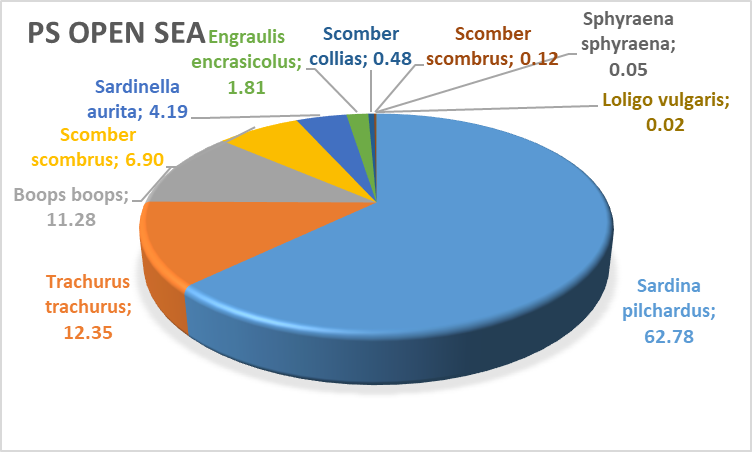 PS OPEN SEA
Engraulis
encrasicolus;
1.81
Scomber
collias; 0.48
Scomber
scombrus; 0.12
Sphyraena
sphyraena;
0.05
Loligo vulgaris;
0.02
Sardinella
aurita; 4.19
Scomber
scombrus; 6.90
Boops boops;
11.28
Trachurus
trachurus;
12.35
Sardina
pilchardus;
62.78